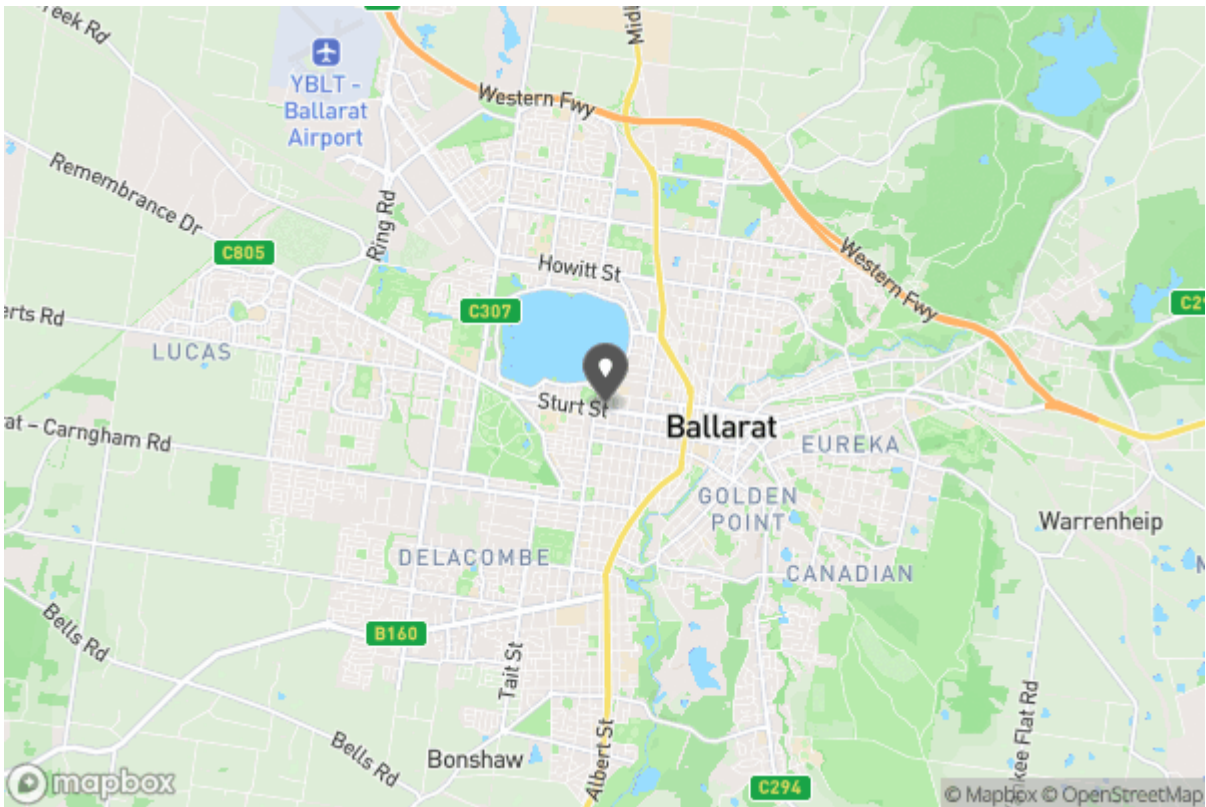 reek Rd
Midl
YBLT -
Ballarat
Airport
Western Fwy
Remembrance Dr
Ring Rd
C805
Howitt St
Western Fwy
C307
C29
erts Rd
LUCAS
Sturt St
Ballarat
rat – Carngham Rd
EUREKA
GOLDEN
POINT
Warrenheip
DELACOMBE
CANADIAN
M
Bells Rd
B160
Tait St
Bells Rd
Bonshaw
Albert St
C294
kee Flat Rd
mapbox
© Mapbox © OpenStreetMap